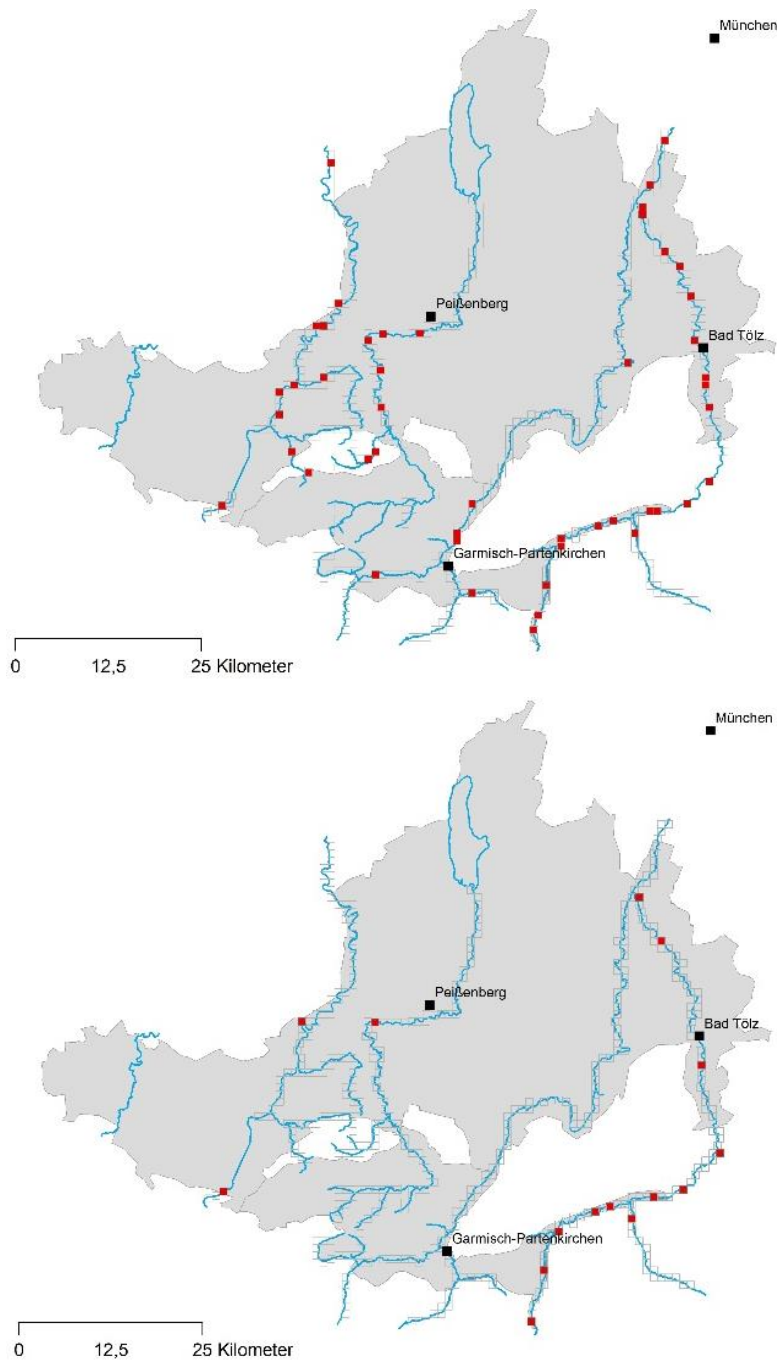 München
Peißenberg
Bad Tölz
Garmisch-Partenkirchen
0 12,5 25 Kilometer
München
Peißenberg
Bad Tölz
Garmisch-Partenkirchen
0 12,5 25 Kilometer